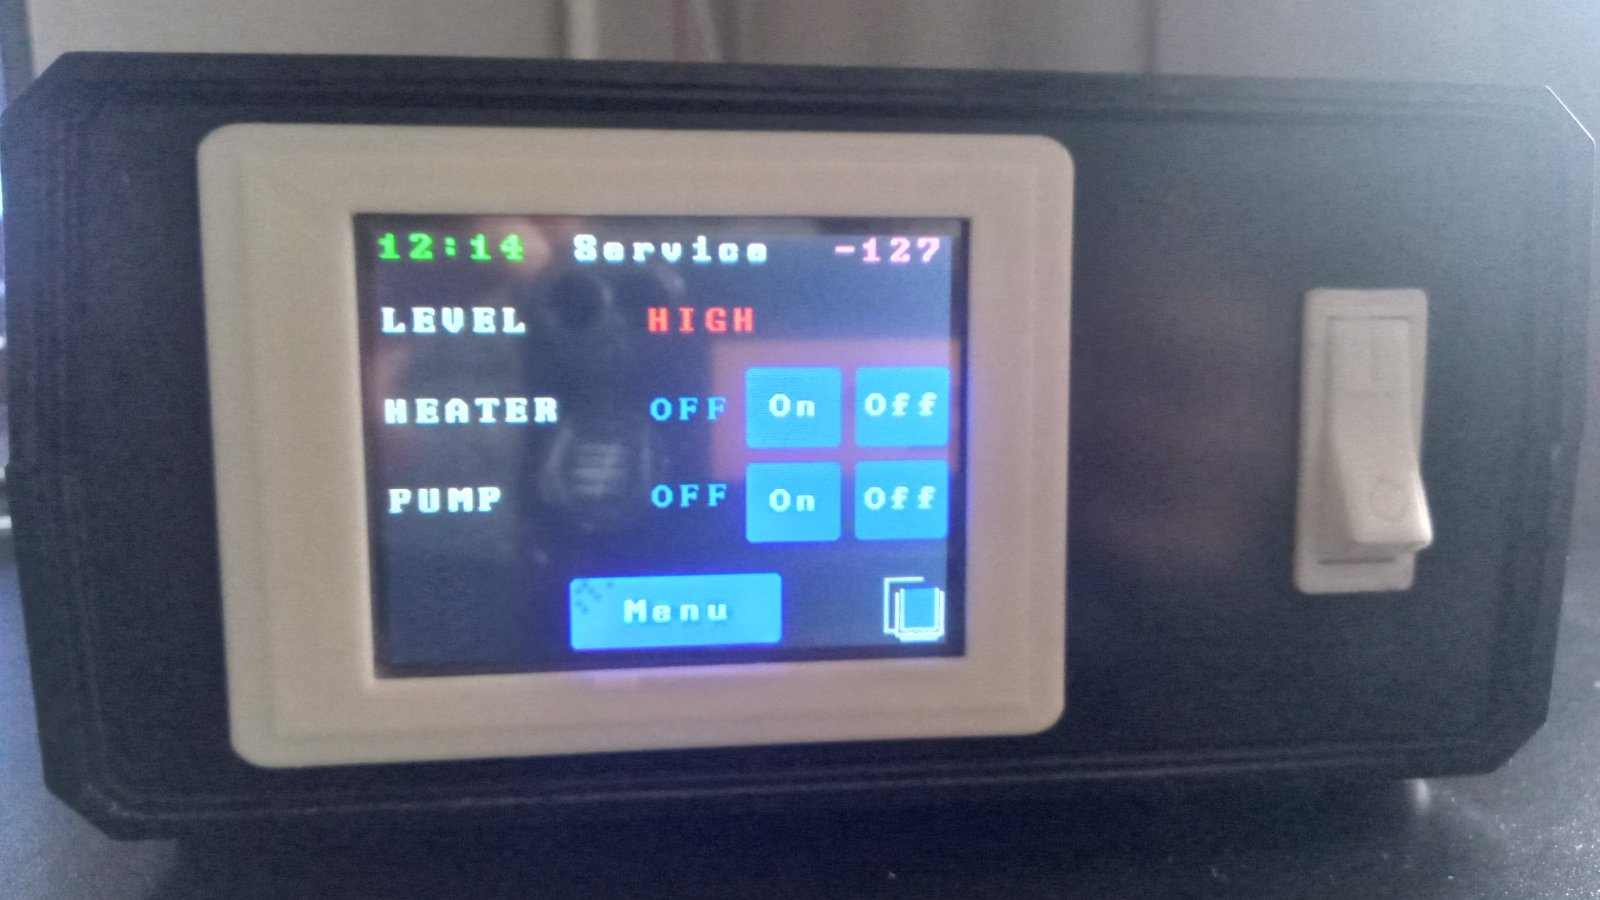 12:14 Service -127
LEVEL HIGH
HEATER OFF On Off
PUMP OFF On Off
Menu